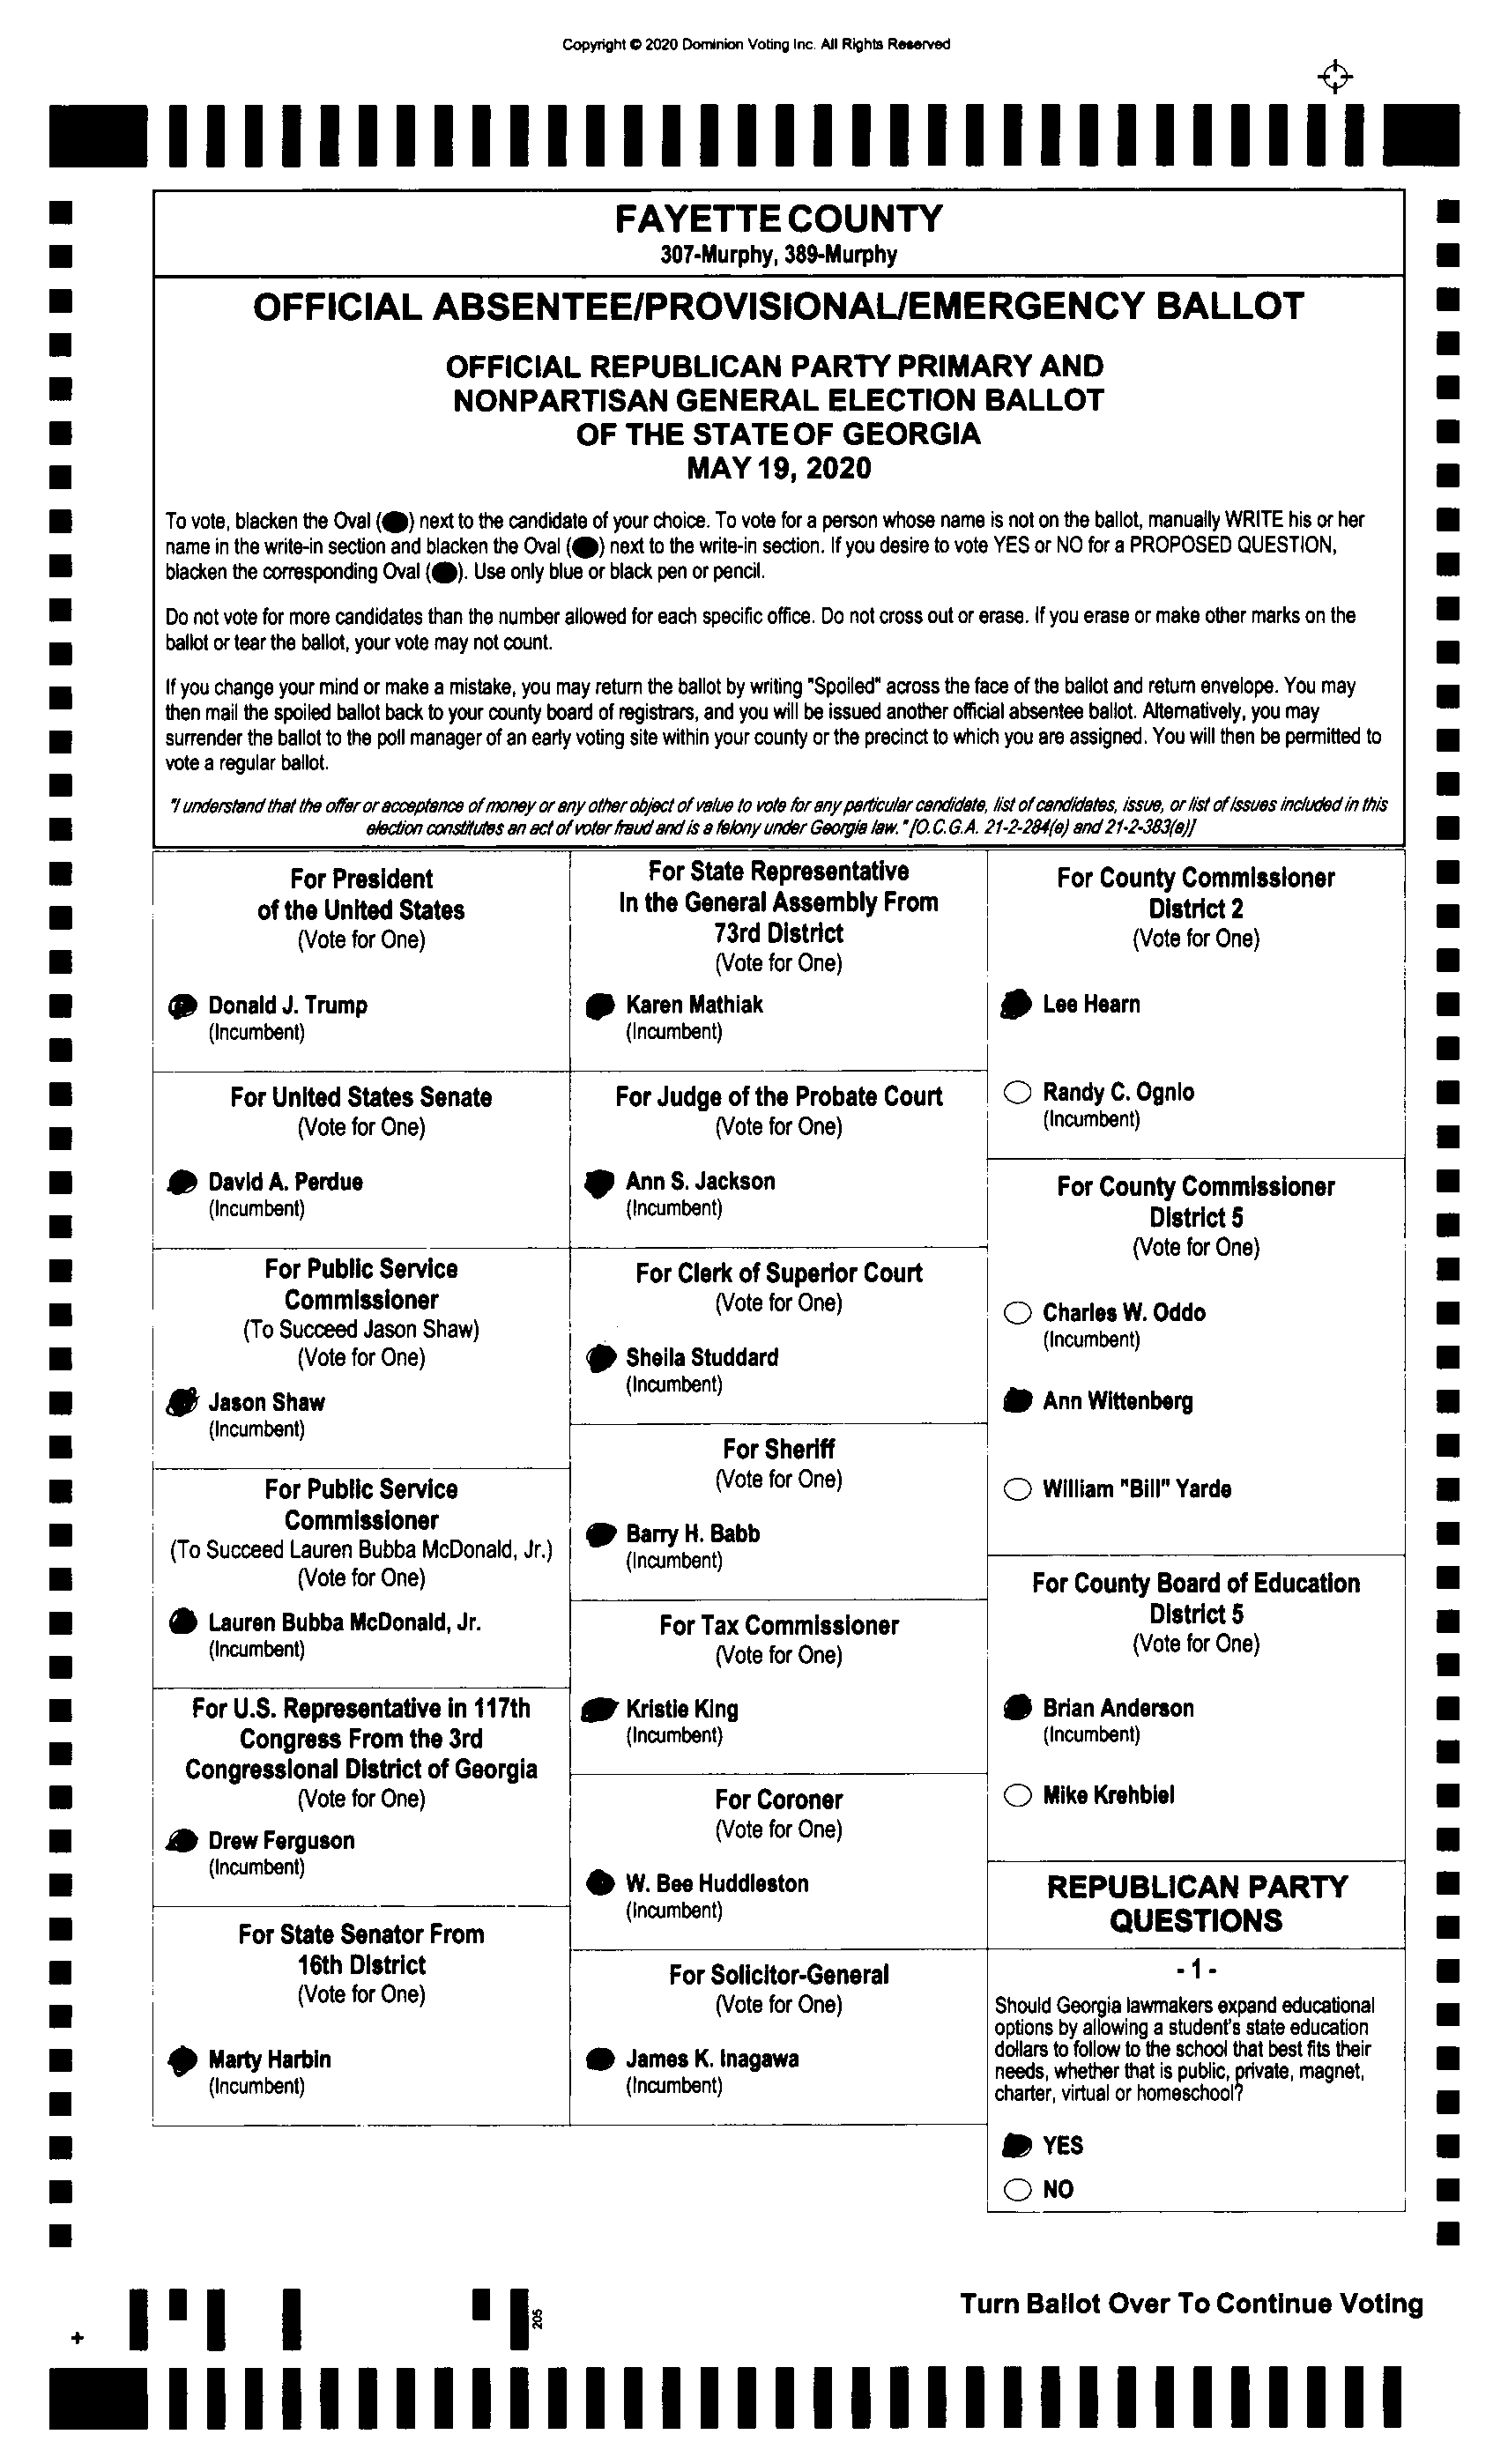 Copyright © 2020 Dominion Voting Inc. All Rights Reserved
FAYETTE COUNTY
307-Murphy, 389-Murphy
OFFICIAL ABSENTEE/PROVISIONAL/EMERGENCY BALLOT
OFFICIAL REPUBLICAN PARTY PRIMARY AND
NONPARTISAN GENERAL ELECTION BALLOT
OF THE STATE OF GEORGIA
MAY 19, 2020
To vote, blacken the Oval ( ) next to the candidate of your choice. To vote for a person whose name is not on the ballot, manually WRITE his or her
name in the write-in section and blacken the Oval ( ) next to the write-in section. If you desire to vote YES or NO for a PROPOSED QUESTION,
blacken the corresponding Oval ( ). Use only blue or black pen or pencil.
Do not vote for more candidates than the number allowed for each specific office. Do not cross out or erase. If you erase or make other marks on the
ballot or tear the ballot, your vote may not count.
If you change your mind or make a mistake, you may return the ballot by writing "Spoiled" across the face of the ballot and return envelope. You may
then mail the spoiled ballot back to your county board of registrars, and you will be issued another official absentee ballot. Alternatively, you may
surrender the ballot to the poll manager of an early voting site within your county or the precinct to which you are assigned. You will then be permitted to
vote a regular ballot.
"I understand that the offer or acceptance of money or any other object of value to vote for any particular candidate, list of candidates, issue, or list of issues included in this
election constitutes an act of voter fraud and is a felony under Georgia law." [O.C.G.A. 21-2-284(e) and 21-2-383(a)]
For President
of the United States
(Vote for One)
Donald J. Trump
(Incumbent)
For United States Senate
(Vote for One)
David A. Perdue
(Incumbent)
For Public Service
Commissioner
(To Succeed Jason Shaw)
(Vote for One)
Jason Shaw
(Incumbent)
For Public Service
Commissioner
(To Succeed Lauren Bubba McDonald, Jr.)
(Vote for One)
Lauren Bubba McDonald, Jr.
(Incumbent)
For U.S. Representative in 117th
Congress From the 3rd
Congressional District of Georgia
(Vote for One)
Drew Ferguson
(Incumbent)
For State Senator From
16th District
(Vote for One)
Marty Harbin
(Incumbent)
For State Representative
In the General Assembly From
73rd District
(Vote for One)
Karen Mathiak
(Incumbent)
For Judge of the Probate Court
(Vote for One)
Ann S. Jackson
(Incumbent)
For Clerk of Superior Court
(Vote for One)
Sheila Studdard
(Incumbent)
For Sheriff
(Vote for One)
Barry H. Babb
(Incumbent)
For Tax Commissioner
(Vote for One)
Kristie King
(Incumbent)
For Coroner
(Vote for One)
W. Bee Huddleston
(Incumbent)
For Solicitor-General
(Vote for One)
James K. Inagawa
(Incumbent)
For County Commissioner
District 2
(Vote for One)
Lee Hearn
Randy C. Ognio
(Incumbent)
For County Commissioner
District 5
(Vote for One)
Charles W. Oddo
(Incumbent)
Ann Wittenberg
William "Bill" Yarde
For County Board of Education
District 5
(Vote for One)
Brian Anderson
(Incumbent)
Mike Krehbiel
REPUBLICAN PARTY
QUESTIONS
- 1 -
Should Georgia lawmakers expand educational
options by allowing a student's state education
dollars to follow to the school that best fits their
needs, whether that is public, private, magnet,
charter, virtual or homeschool?
YES
NO
205
Turn Ballot Over To Continue Voting